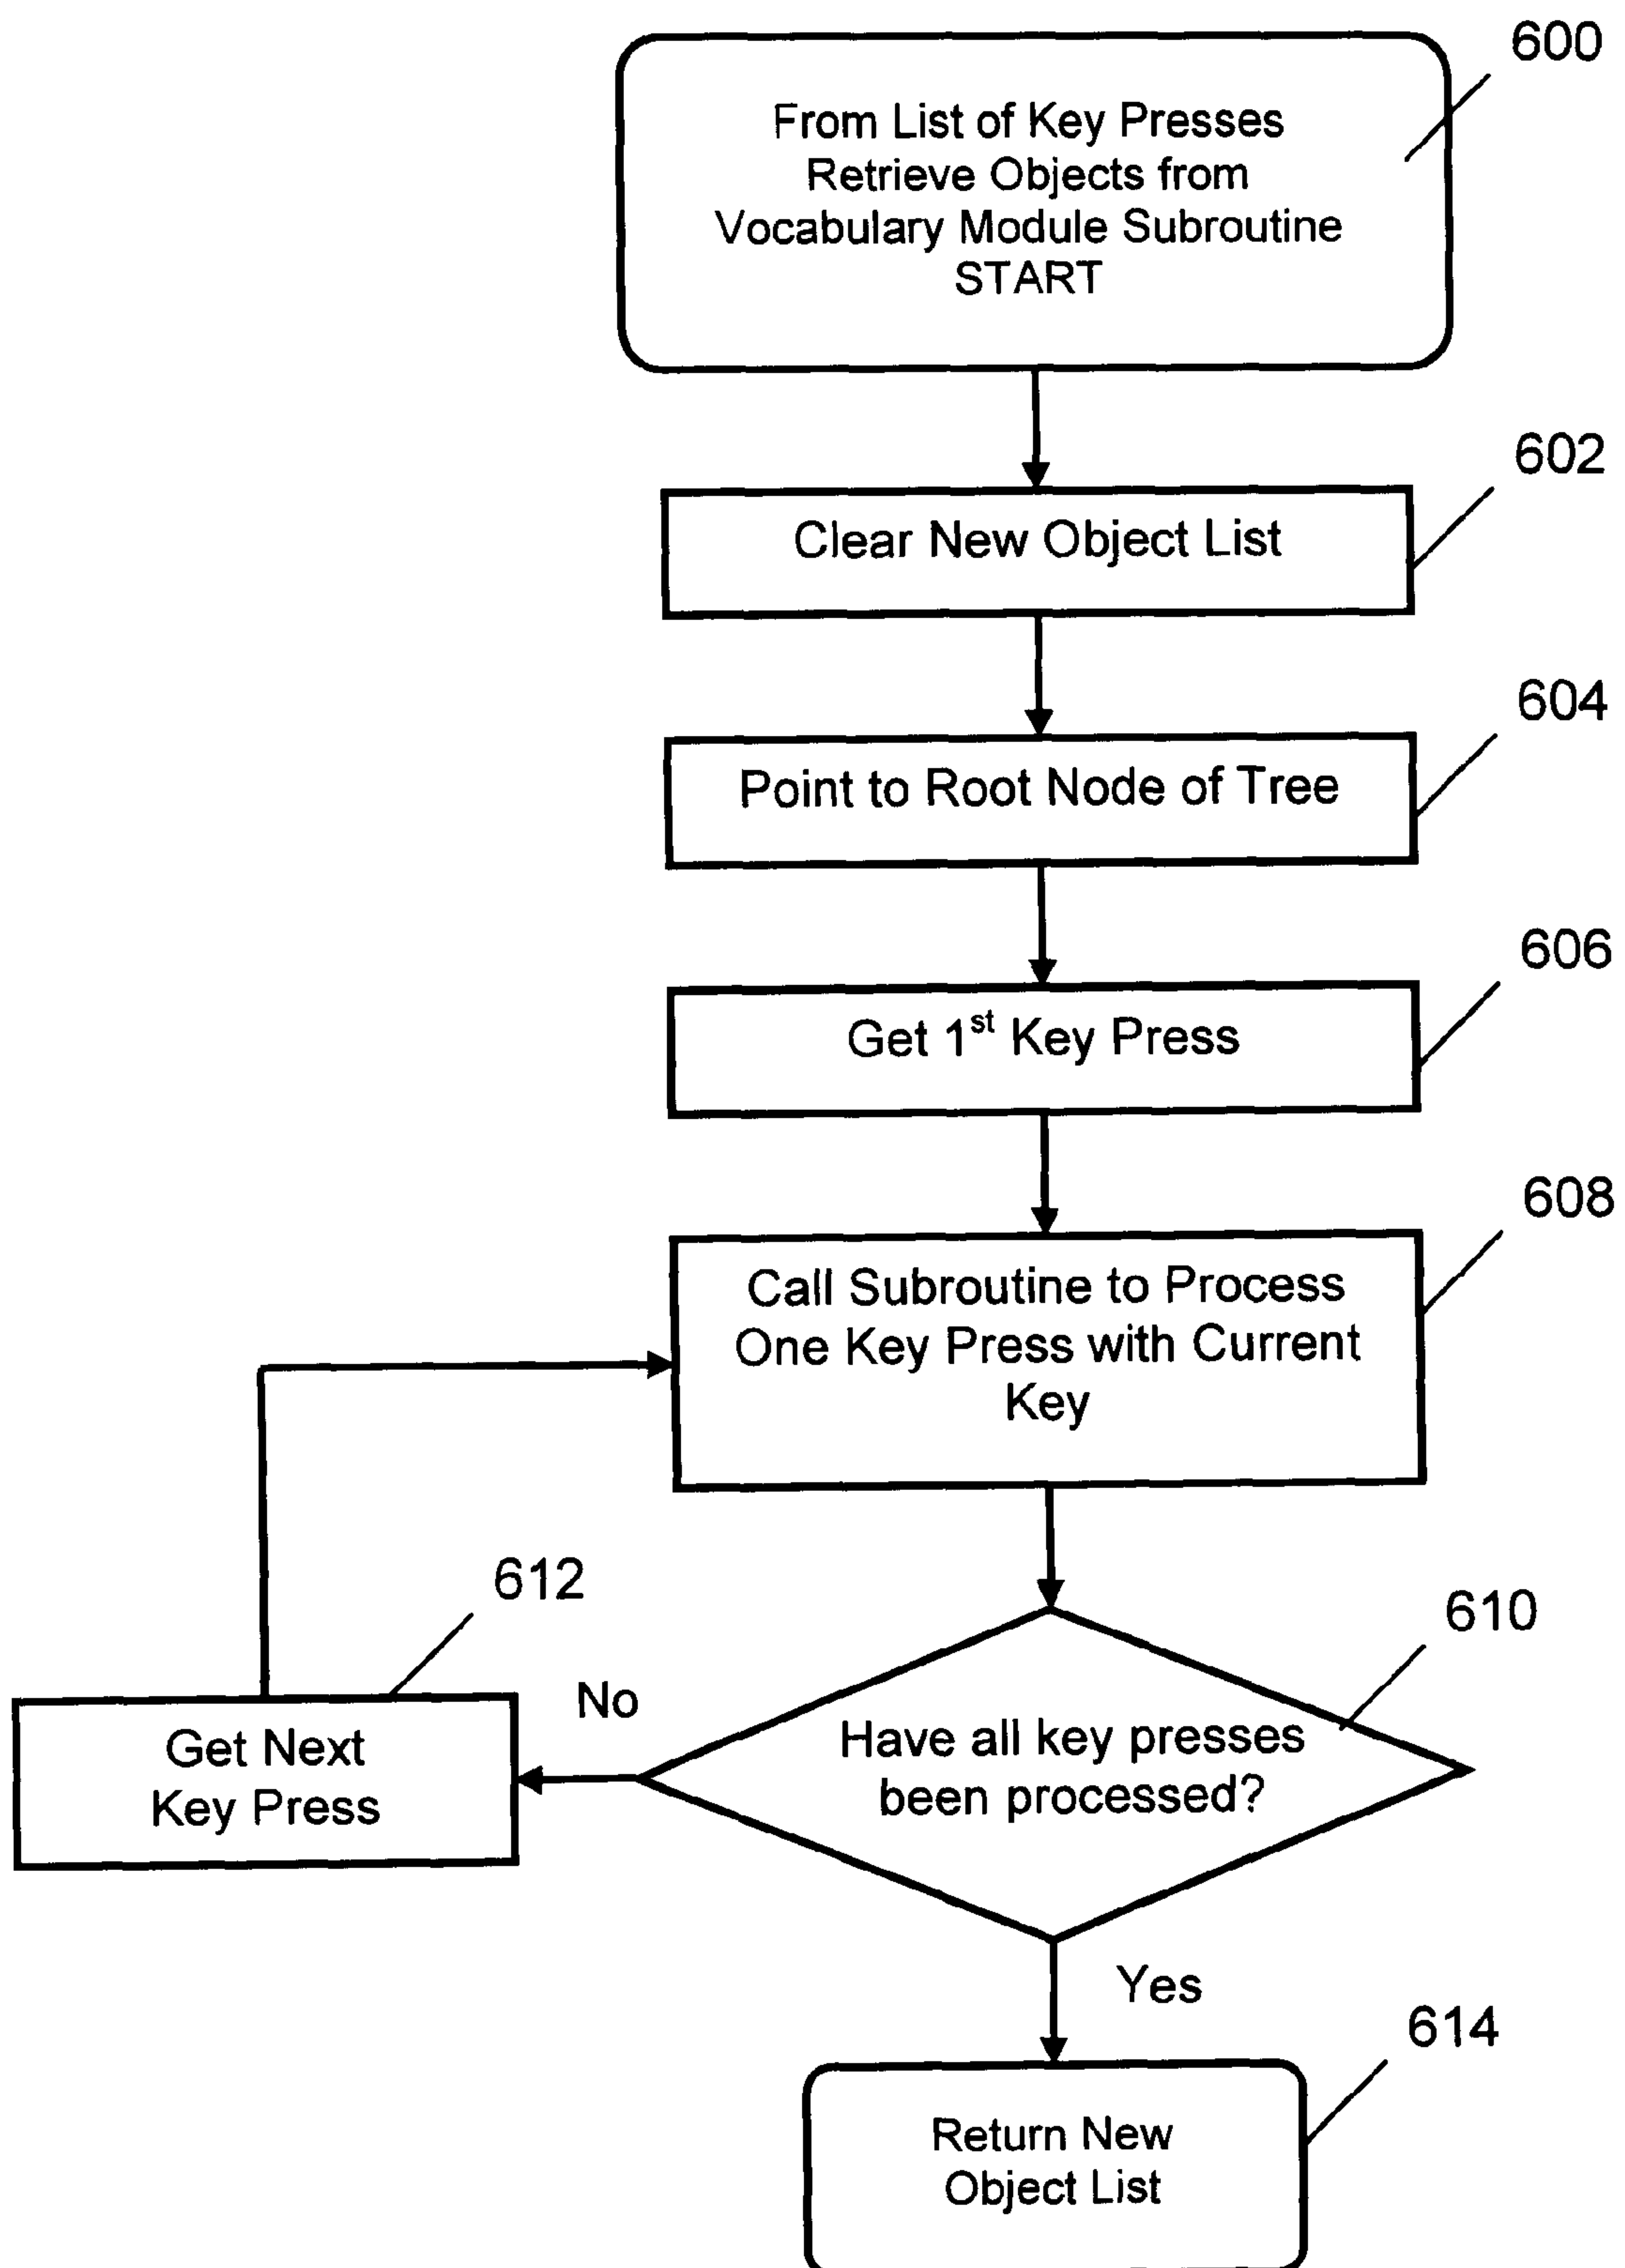 600
From List of Key Presses
Retrieve Objects from
Vocabulary Module Subroutine
START
602
Clear New Object List
604
Point to Root Node of Tree
606
Get 1st Key Press
608
Call Subroutine to Process
One Key Press with Current
Key
612
610
No
Get Next
Key Press
Have all key presses
been processed?
Yes
614
Return New
Object List